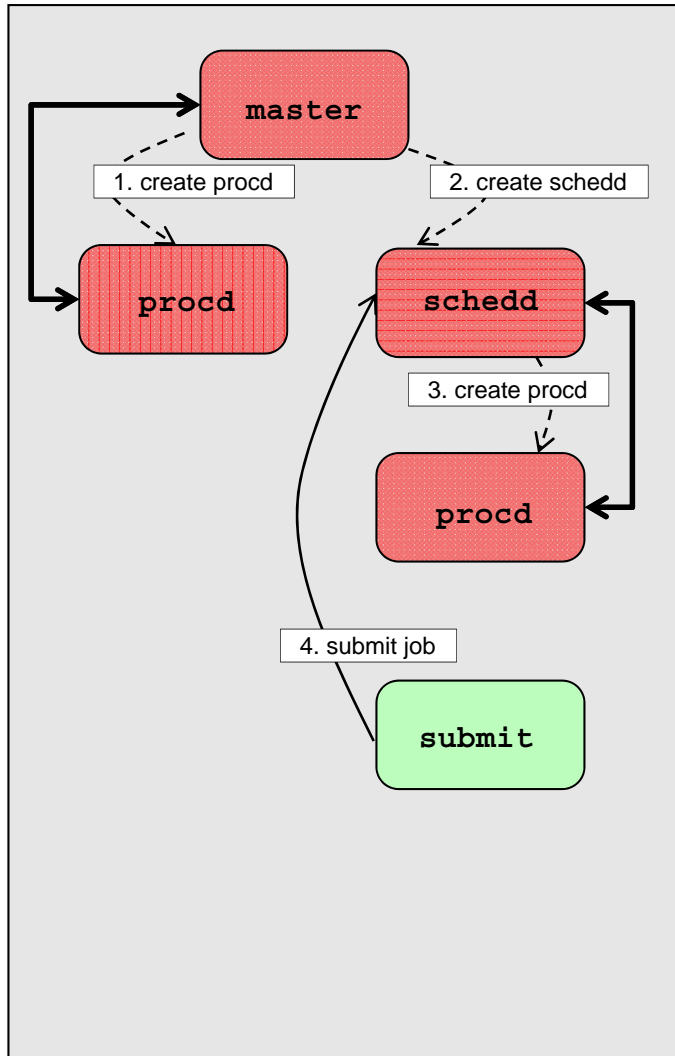 master
1. create procd
2. create schedd
procd
schedd
3. create procd
procd
4. submit job
submit